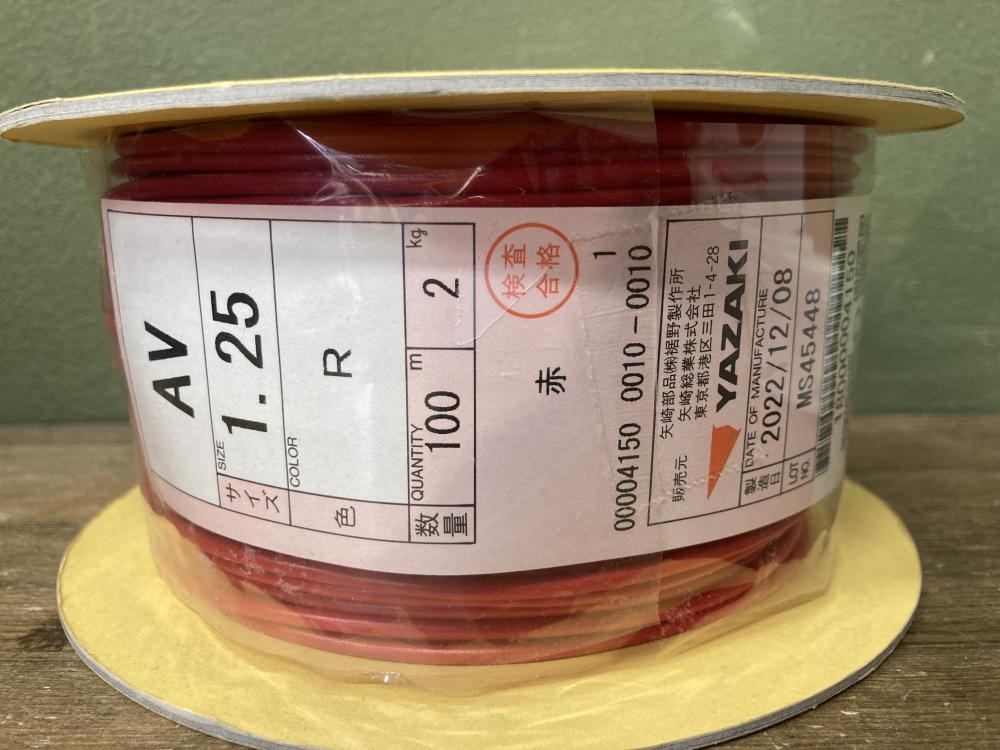 AV
サイズ SIZE 1.25
色 COLOR R
数量 QUANTITY 100 m 2 kg
検査
合格
赤
1
00004150 0010-0010
販売元
矢崎部品㈱裾野製作所
矢崎総業株式会社
東京都港区三田1-4-28
YAZAKI
製造日 DATE OF MANUFACTURE 2022/12/08
LOT NO. MS45448